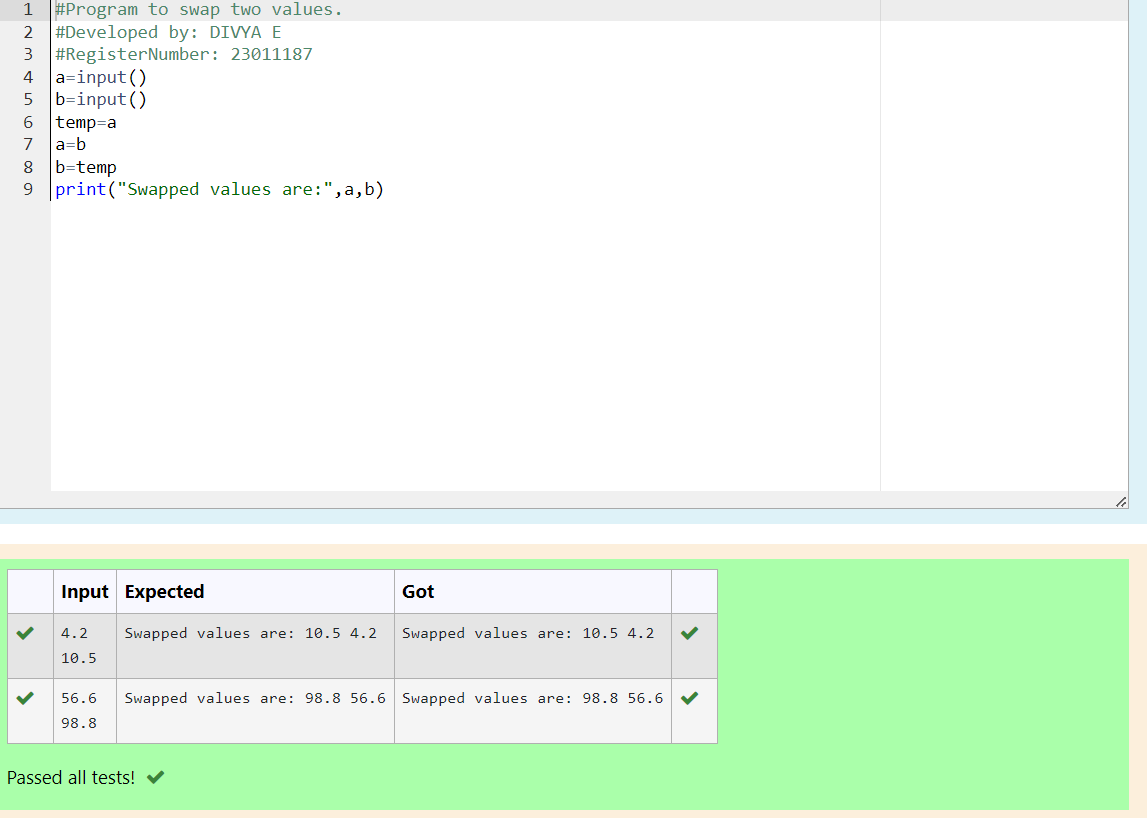 1 #Program to swap two values.
2 #Developed by: DIVYA E
3 #RegisterNumber: 23011187
4 a=input()
5 b=input()
6 temp=a
7 a=b
8 b=temp
9 print("Swapped values are:",a,b)
Input Expected Got
4.2 Swapped values are: 10.5 4.2 Swapped values are: 10.5 4.2
10.5
56.6 Swapped values are: 98.8 56.6 Swapped values are: 98.8 56.6
98.8
Passed all tests!